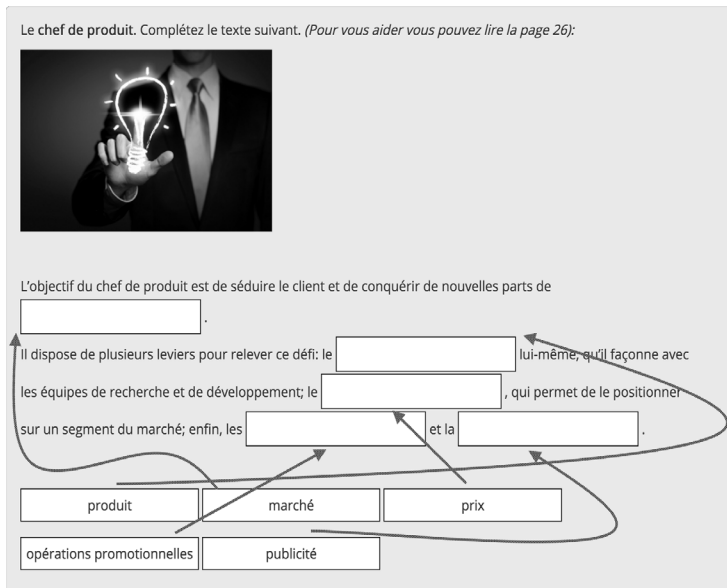 Le chef de produit. Complétez le texte suivant. (Pour vous aider vous pouvez lire la page 26):
L'objectif du chef de produit est de séduire le client et de conquérir de nouvelles parts de
.
Il dispose de plusieurs leviers pour relever ce défi: le lui-même, qu'il façonne avec
les équipes de recherche et de développement; le , qui permet de le positionner
sur un segment du marché; enfin, les et la .
produit marché prix
opérations promotionnelles publicité